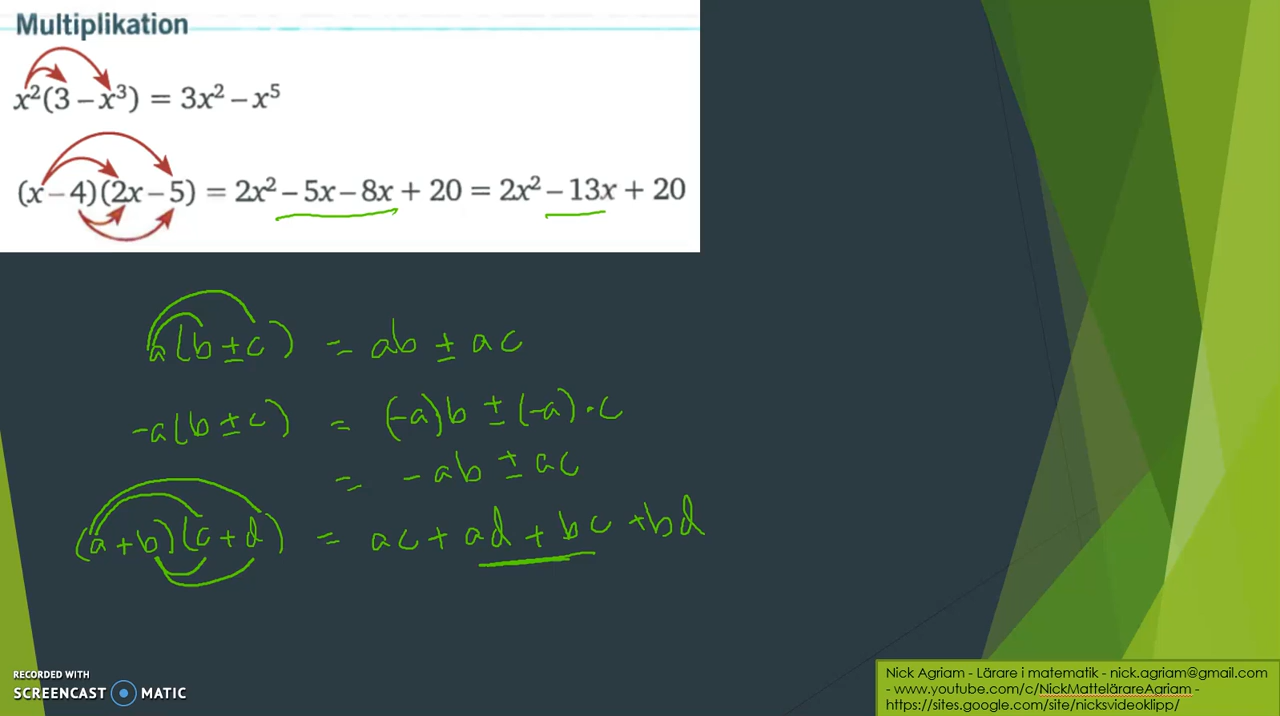 Multiplikation
x²(3 – x³) = 3x² – x⁵
(x – 4)(2x – 5) = 2x² – 5x – 8x + 20 = 2x² – 13x + 20
a(b ± c) = ab ± ac
-a(b ± c) = (-a)b ± (-a)·c
= -ab ± ac
(a + b)(c + d) = ac + ad + bc + bd
RECORDED WITH
SCREENCAST MATIC
Nick Agriam - Lärare i matematik - nick.agriam@gmail.com
- www.youtube.com/c/NickMattelärareAgriam -
https://sites.google.com/site/nicksvideoklipp/